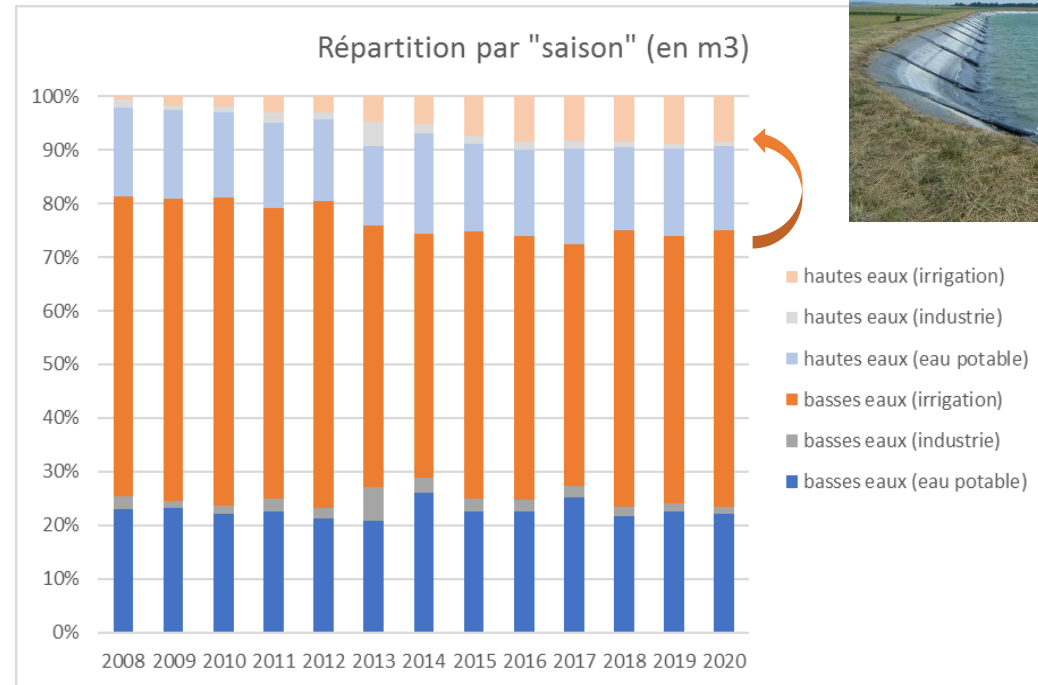 Répartition par "saison" (en m3)
100%
90%
80%
70%
60%
50%
40%
30%
20%
10%
0%
2008 2009 2010 2011 2012 2013 2014 2015 2016 2017 2018 2019 2020
hautes eaux (irrigation)
hautes eaux (industrie)
hautes eaux (eau potable)
basses eaux (irrigation)
basses eaux (industrie)
basses eaux (eau potable)